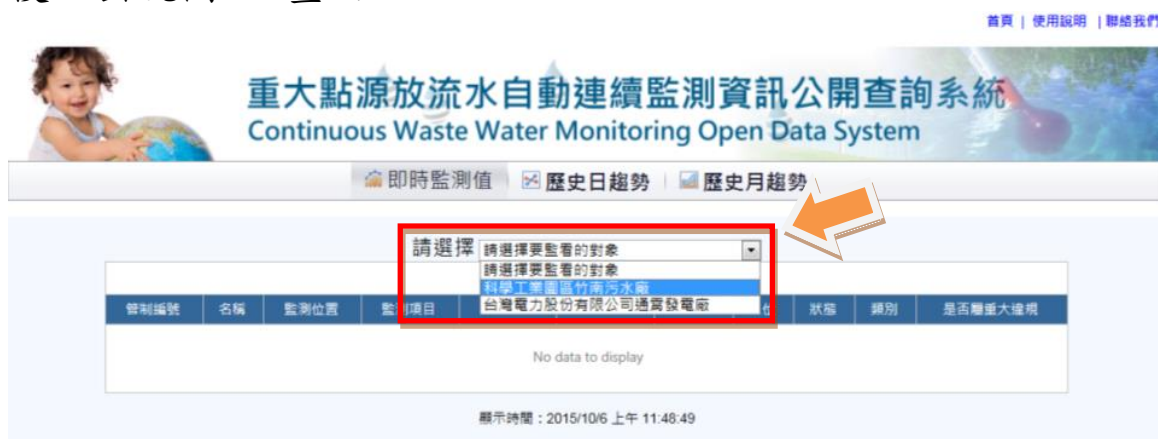 首頁 | 使用說明 | 聯絡我們
重大點源放流水自動連續監測資訊公開查詢系統
Continuous Waste Water Monitoring Open Data System
即時監測值 歷史日趨勢 歷史月趨勢
請選擇 請選擇要監看的對象
請選擇要監看的對象
科學工業園區竹南污水廠
台灣電力股份有限公司通霄發電廠
管制編號 名稱 監測位置 監測項目 狀態 類別 是否屬重大違規
No data to display
顯示時間：2015/10/6 上午 11:48:49